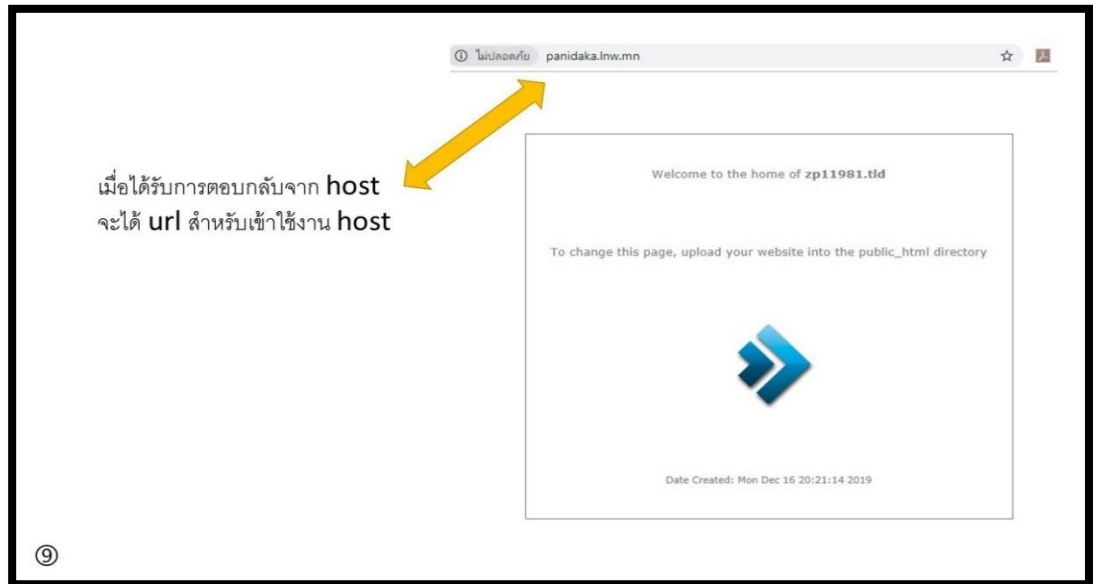 ไม่ปลอดภัย panidaka.lnw.mn
เมื่อได้รับการตอบกลับจาก host
จะได้ url สำหรับเข้าใช้งาน host
Welcome to the home of zp11981.tld
To change this page, upload your website into the public_html directory
Date Created: Mon Dec 16 20:21:14 2019
⑨